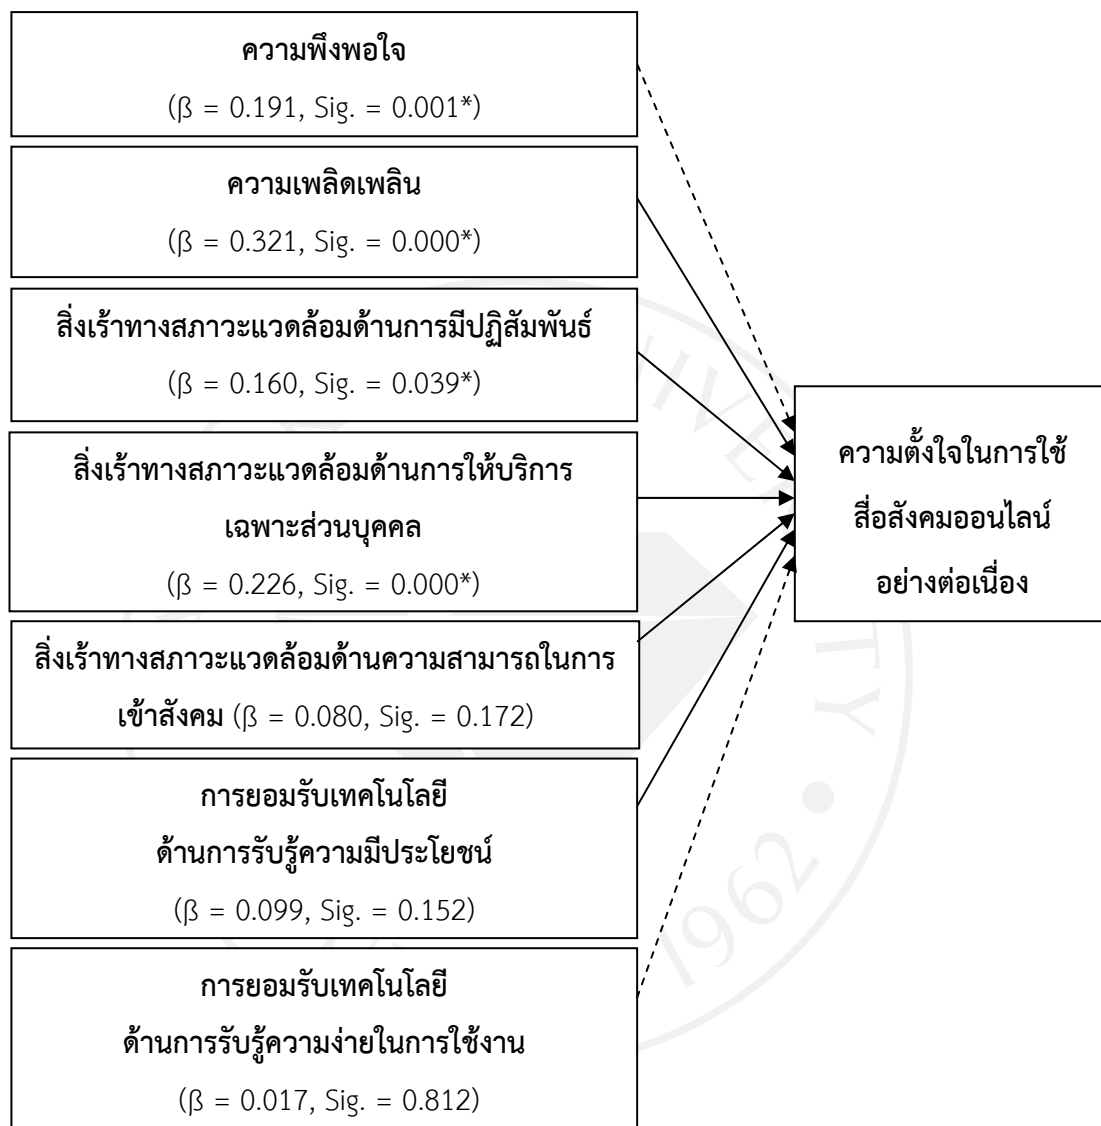 ความพึงพอใจ
(β = 0.191, Sig. = 0.001*)
ความเพลิดเพลิน
(β = 0.321, Sig. = 0.000*)
สิ่งเร้าทางสภาวะแวดล้อมด้านการมีปฏิสัมพันธ์
(β = 0.160, Sig. = 0.039*)
สิ่งเร้าทางสภาวะแวดล้อมด้านการให้บริการ
เฉพาะส่วนบุคคล
(β = 0.226, Sig. = 0.000*)
สิ่งเร้าทางสภาวะแวดล้อมด้านความสามารถในการ
เข้าสังคม (β = 0.080, Sig. = 0.172)
การยอมรับเทคโนโลยี
ด้านการรับรู้ความมีประโยชน์
(β = 0.099, Sig. = 0.152)
การยอมรับเทคโนโลยี
ด้านการรับรู้ความง่ายในการใช้งาน
(β = 0.017, Sig. = 0.812)
ความตั้งใจในการใช้
สื่อสังคมออนไลน์
อย่างต่อเนื่อง
1962